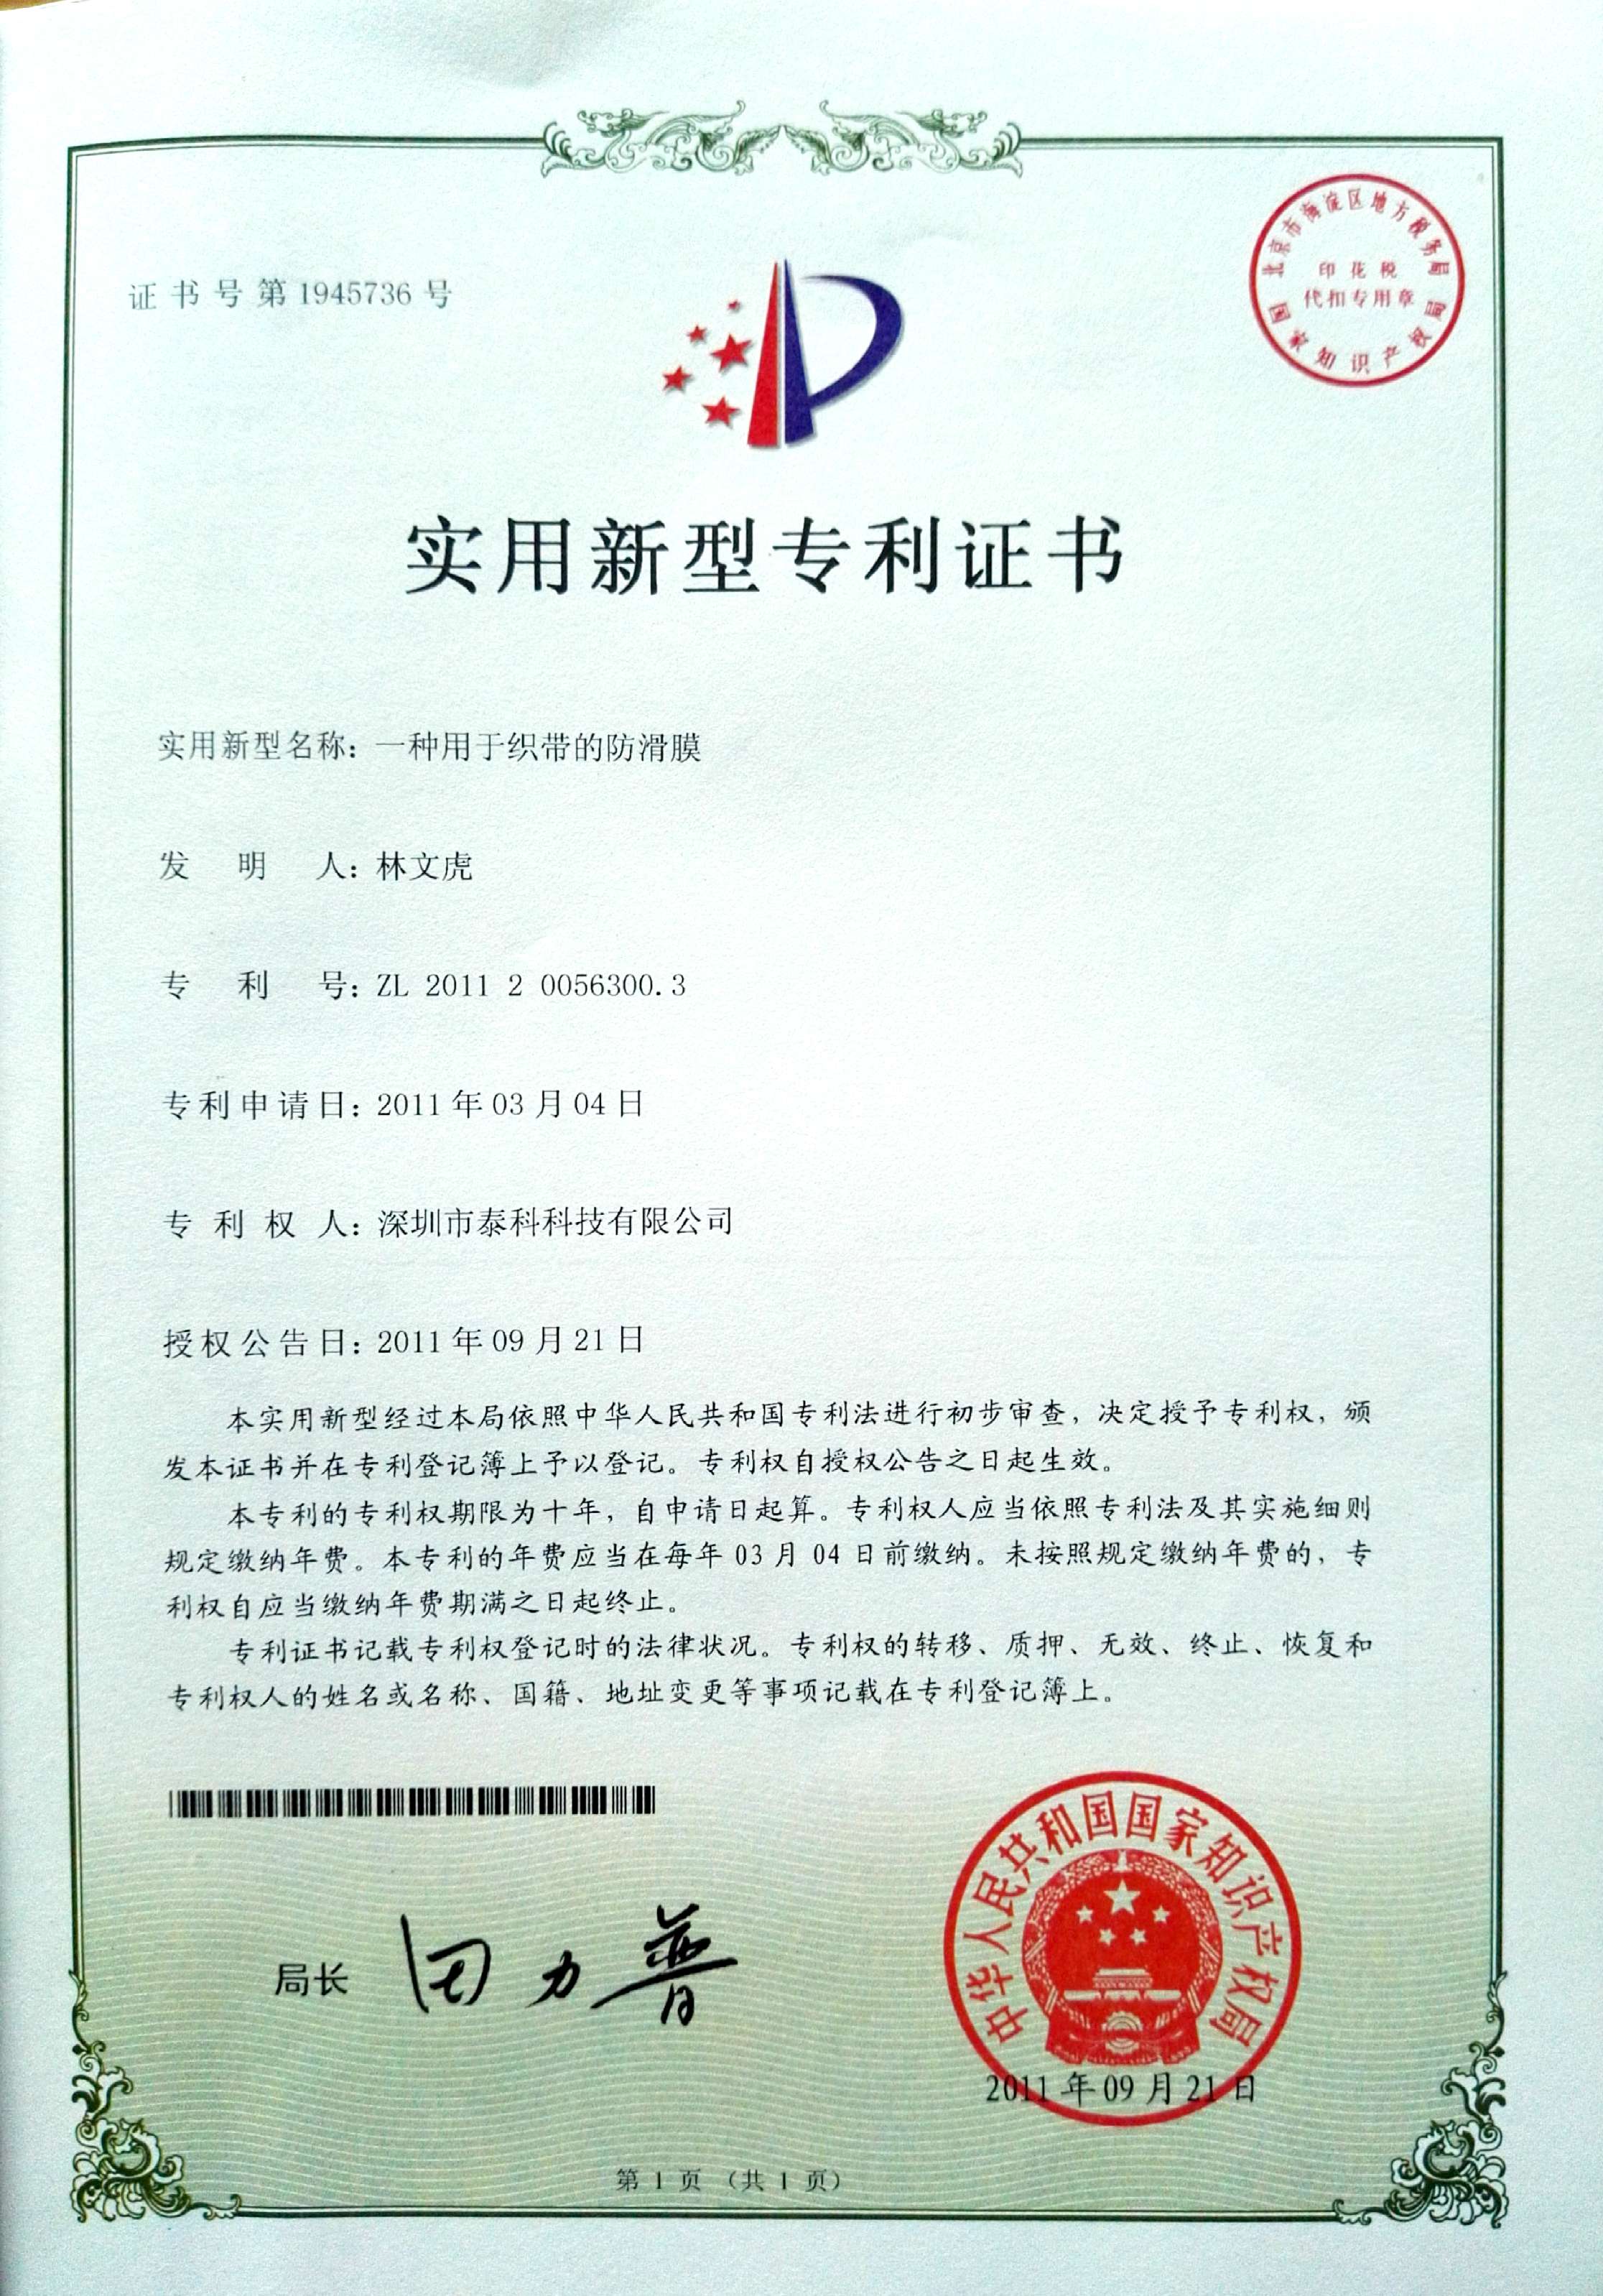 证书号第1945736号
北京市海淀区地方税务局
印花税
代扣专用章
国家知识产权局
实用新型专利证书
实用新型名称：一种用于织带的防滑膜
发明人：林文虎
专利号：ZL 2011 2 0056300.3
专利申请日：2011年03月04日
专利权人：深圳市泰科科技有限公司
授权公告日：2011年09月21日
本实用新型经过本局依照中华人民共和国专利法进行初步审查，决定授予专利权，颁
发本证书并在专利登记簿上予以登记。专利权自授权公告之日起生效。
本专利的专利权期限为十年，自申请日起算。专利权人应当依照专利法及其实施细则
规定缴纳年费。本专利的年费应当在每年03月04日前缴纳。未按照规定缴纳年费的，专
利权自应当缴纳年费期满之日起终止。
专利证书记载专利权登记时的法律状况。专利权的转移、质押、无效、终止、恢复和
专利权人的姓名或名称、国籍、地址变更等事项记载在专利登记簿上。
局长 田力普
中华人民共和国国家知识产权局
2011年09月21日
第1页（共1页）